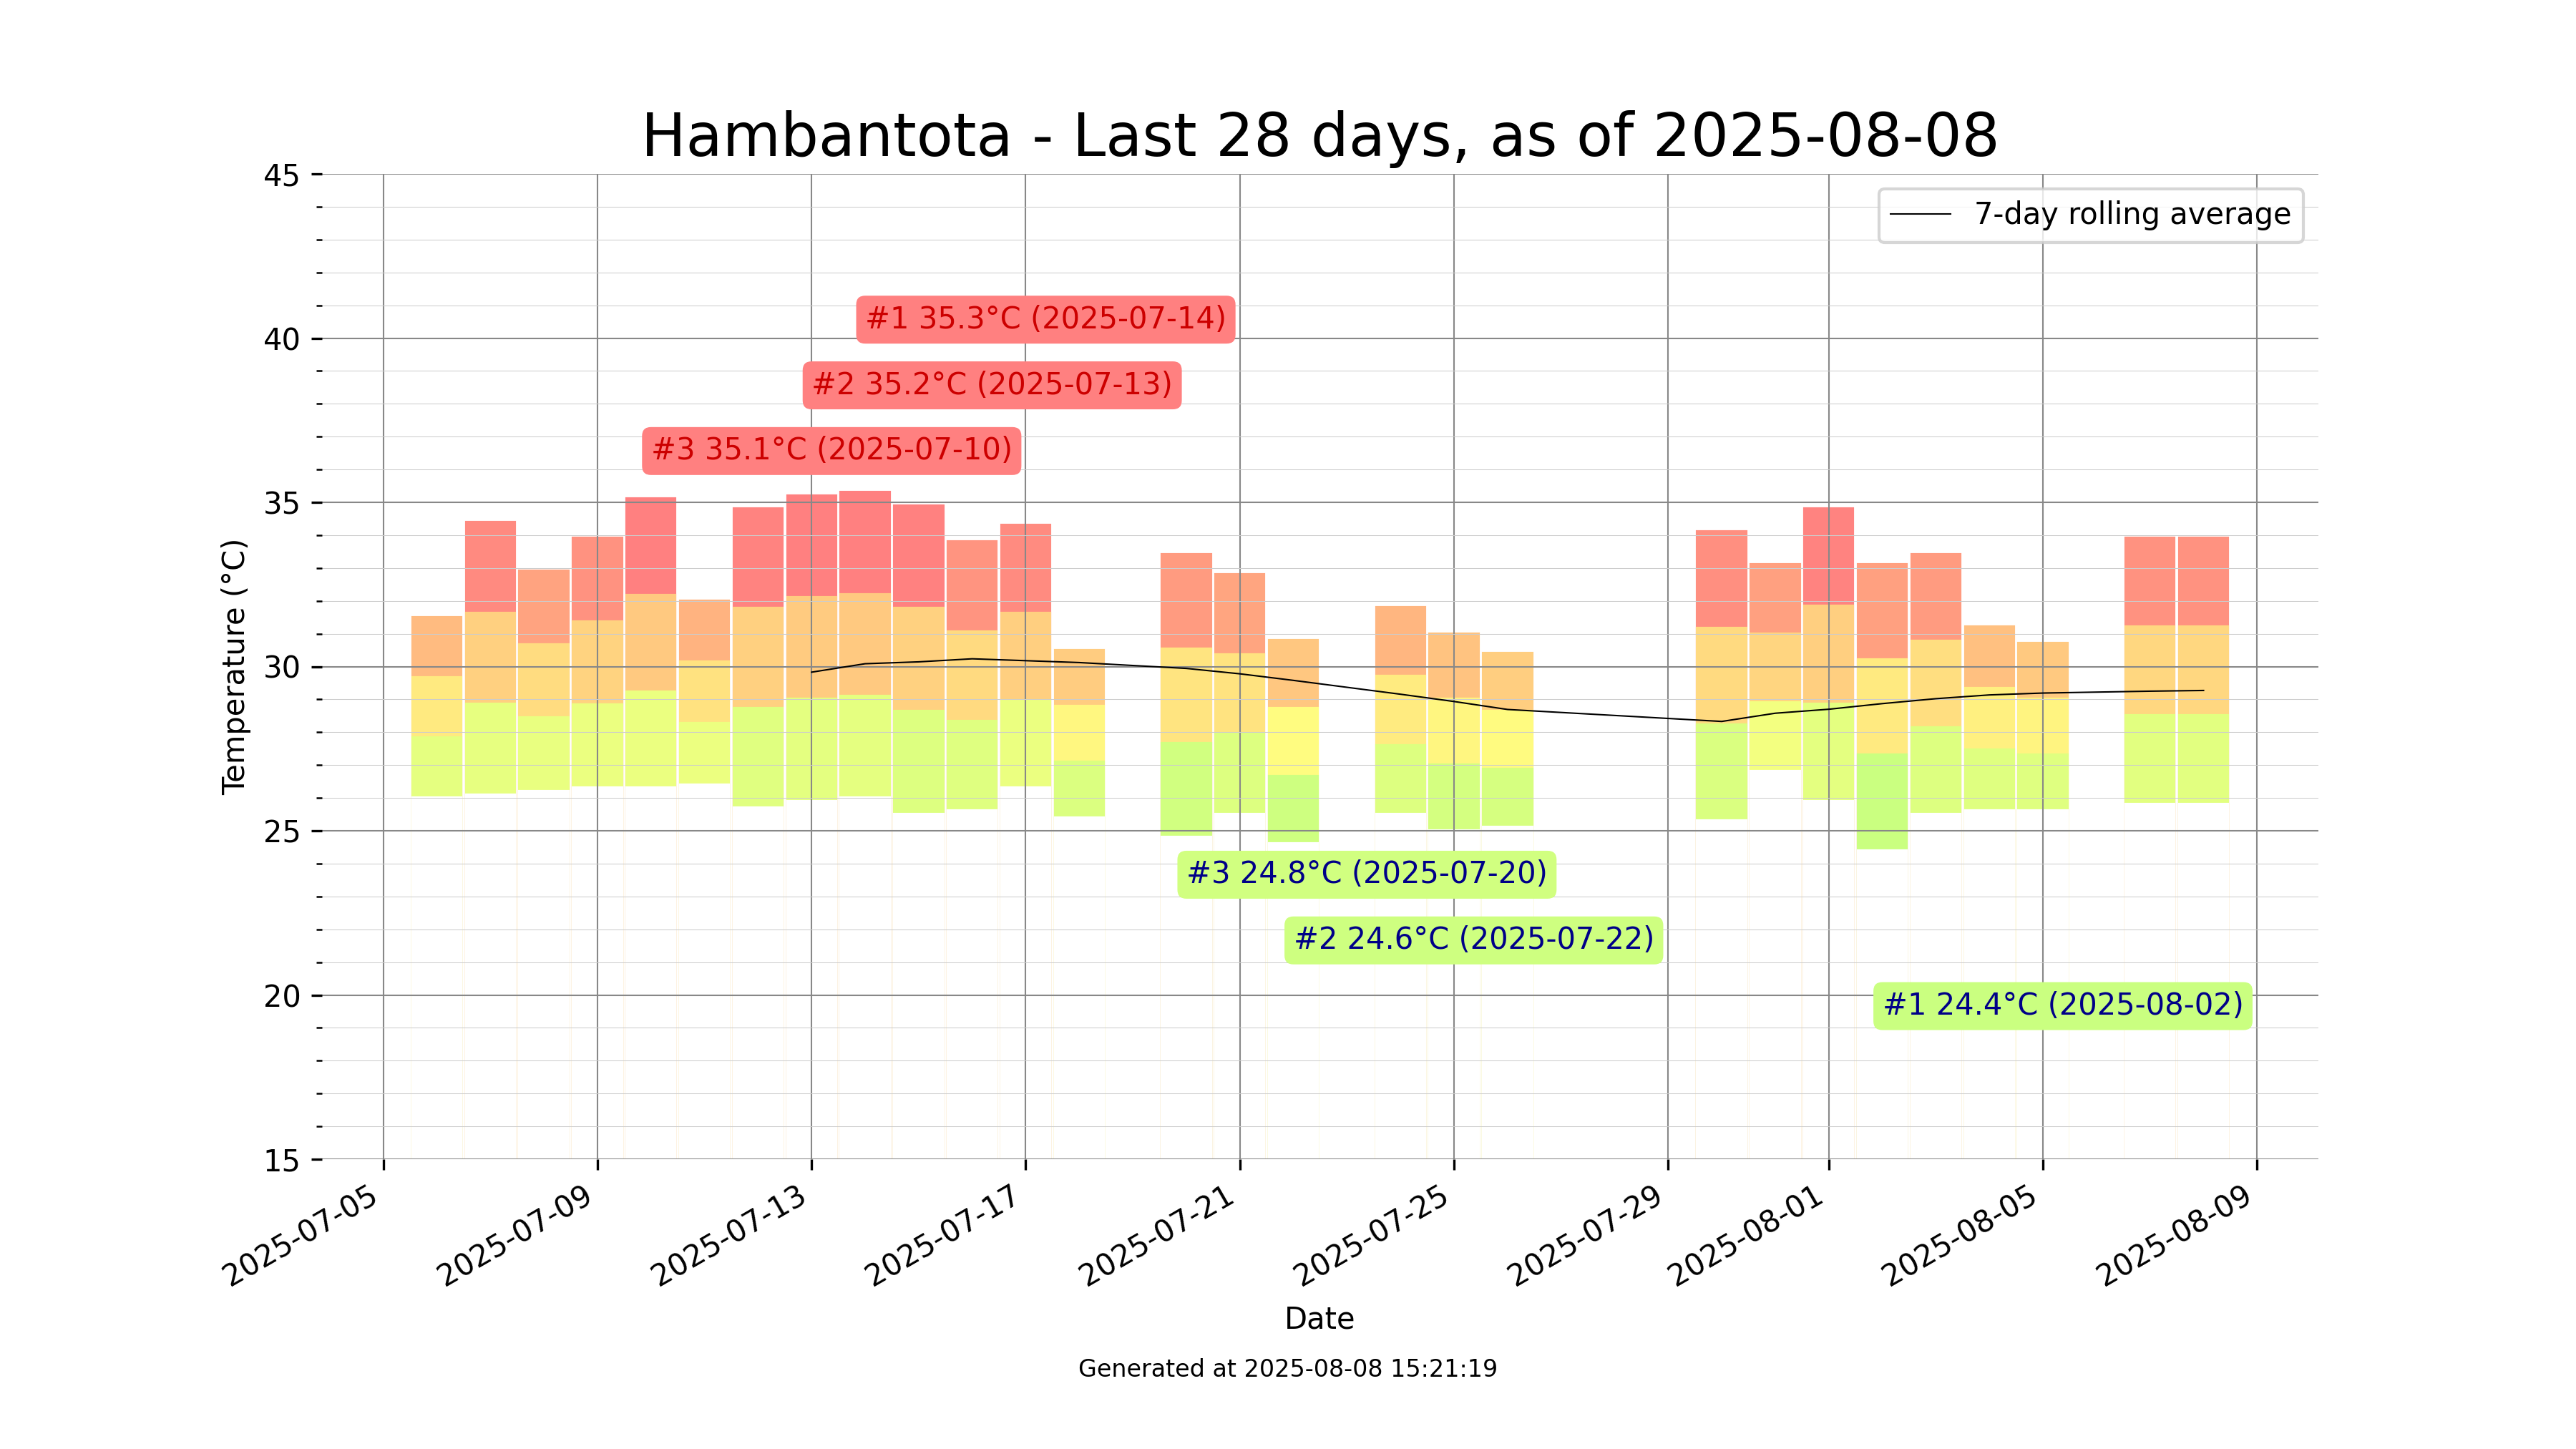 Hambantota - Last 28 days, as of 2025-08-08
7-day rolling average
45
40
35
30
25
20
15
Temperature (°C)
#1 35.3°C (2025-07-14)
#2 35.2°C (2025-07-13)
#3 35.1°C (2025-07-10)
#3 24.8°C (2025-07-20)
#2 24.6°C (2025-07-22)
#1 24.4°C (2025-08-02)
2025-07-05
2025-07-09
2025-07-13
2025-07-17
2025-07-21
2025-07-25
2025-07-29
2025-08-01
2025-08-05
2025-08-09
Date
Generated at 2025-08-08 15:21:19